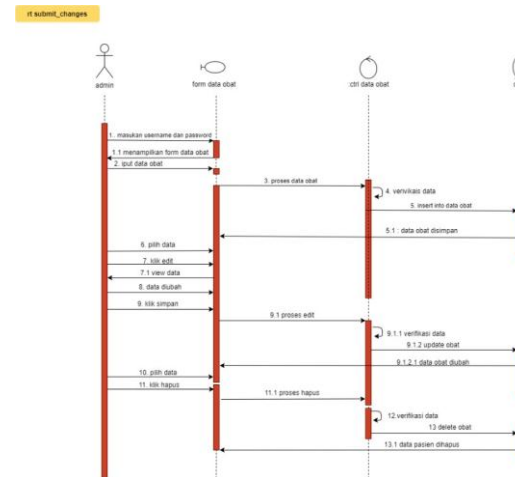 rt submit_changes
admin
form data obat
ctrl data obat
1. masukan username dan password
1.1 menampilkan form data obat
2. iput data obat
3. proses data obat
4. verivikais data
5. insert into data obat
5.1 : data obat disimpan
6. pilih data
7. klik edit
7.1 view data
8. data diubah
9. klik simpan
9.1 proses edit
9.1.1 verifikasi data
9.1.2 update obat
9.1.2.1 data obat diubah
10. pilih data
11. klik hapus
11.1 proses hapus
12.verifikasi data
13 delete obat
13.1 data pasien dihapus